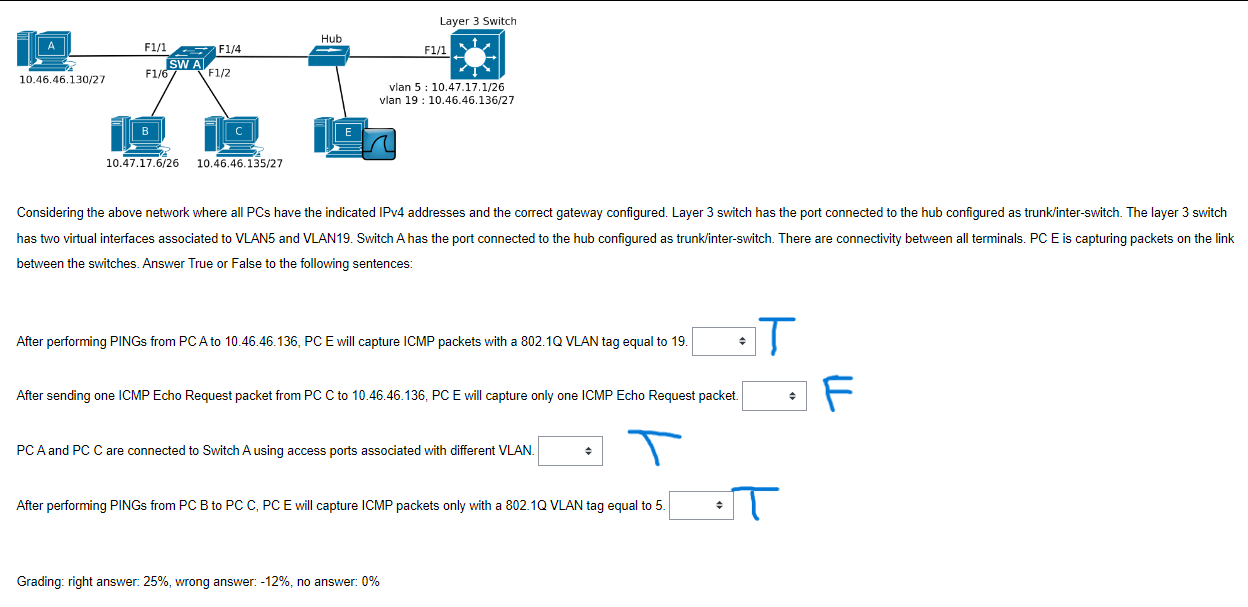 Layer 3 Switch
Hub
A
F1/1
F1/4
F1/1
SW A
10.46.46.130/27
F1/6
F1/2
vlan 5 : 10.47.17.1/26
vlan 19 : 10.46.46.136/27
B
C
E
10.47.17.6/26
10.46.46.135/27
Considering the above network where all PCs have the indicated IPv4 addresses and the correct gateway configured. Layer 3 switch has the port connected to the hub configured as trunk/inter-switch. The layer 3 switch
has two virtual interfaces associated to VLAN5 and VLAN19. Switch A has the port connected to the hub configured as trunk/inter-switch. There are connectivity between all terminals. PC E is capturing packets on the link
between the switches. Answer True or False to the following sentences:
After performing PINGs from PC A to 10.46.46.136, PC E will capture ICMP packets with a 802.1Q VLAN tag equal to 19. T
After sending one ICMP Echo Request packet from PC C to 10.46.46.136, PC E will capture only one ICMP Echo Request packet. F
PC A and PC C are connected to Switch A using access ports associated with different VLAN. T
After performing PINGs from PC B to PC C, PC E will capture ICMP packets only with a 802.1Q VLAN tag equal to 5. T
Grading: right answer: 25%, wrong answer: -12%, no answer: 0%